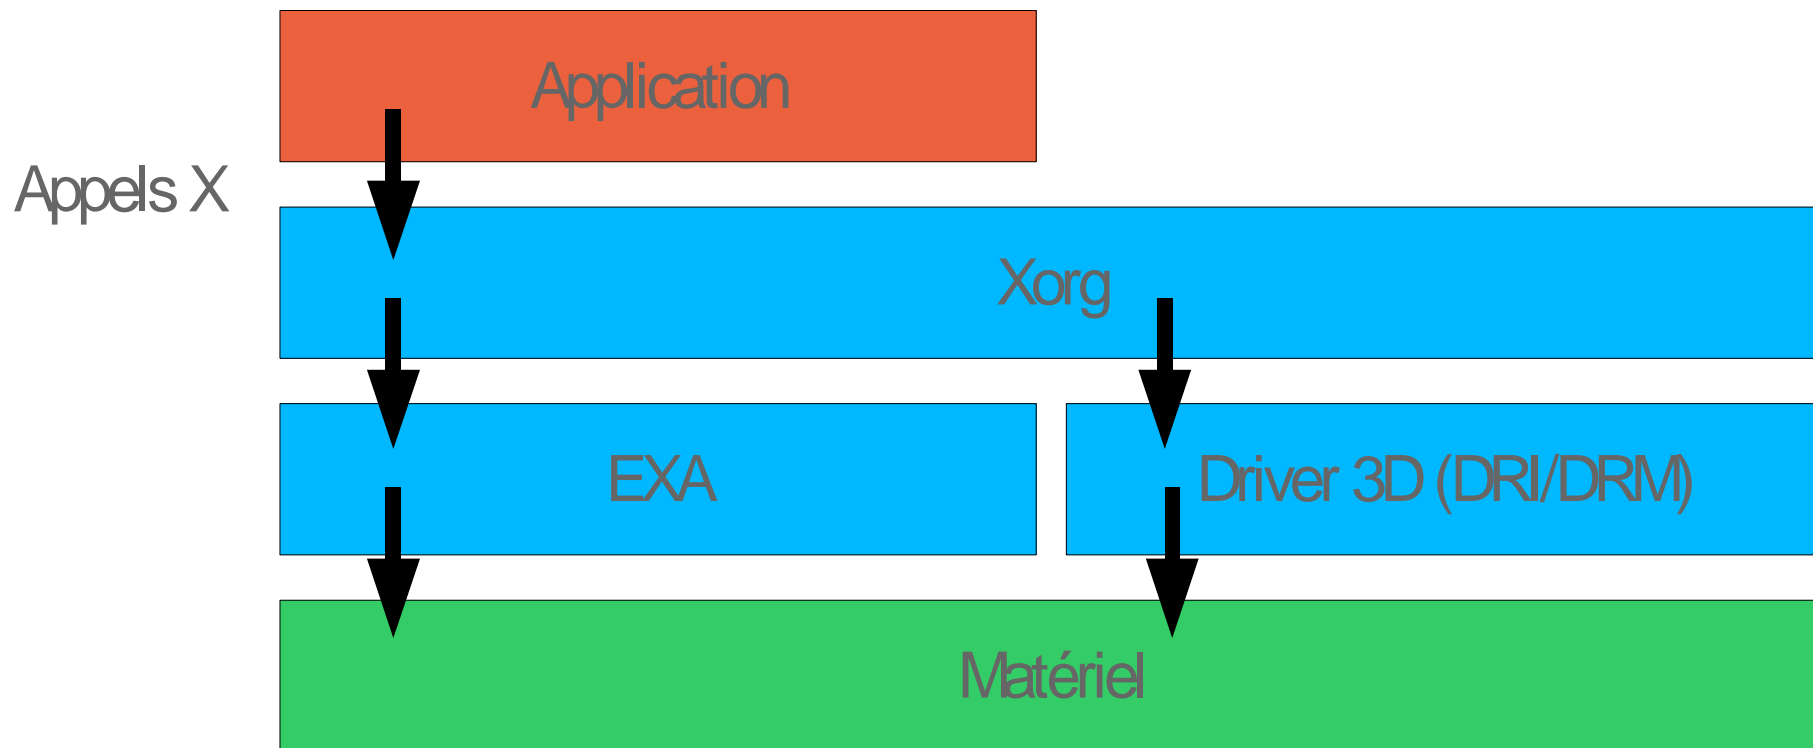 Application
Appels X
Xorg
EXA
Driver 3D (DRI/DRM)
Matériel